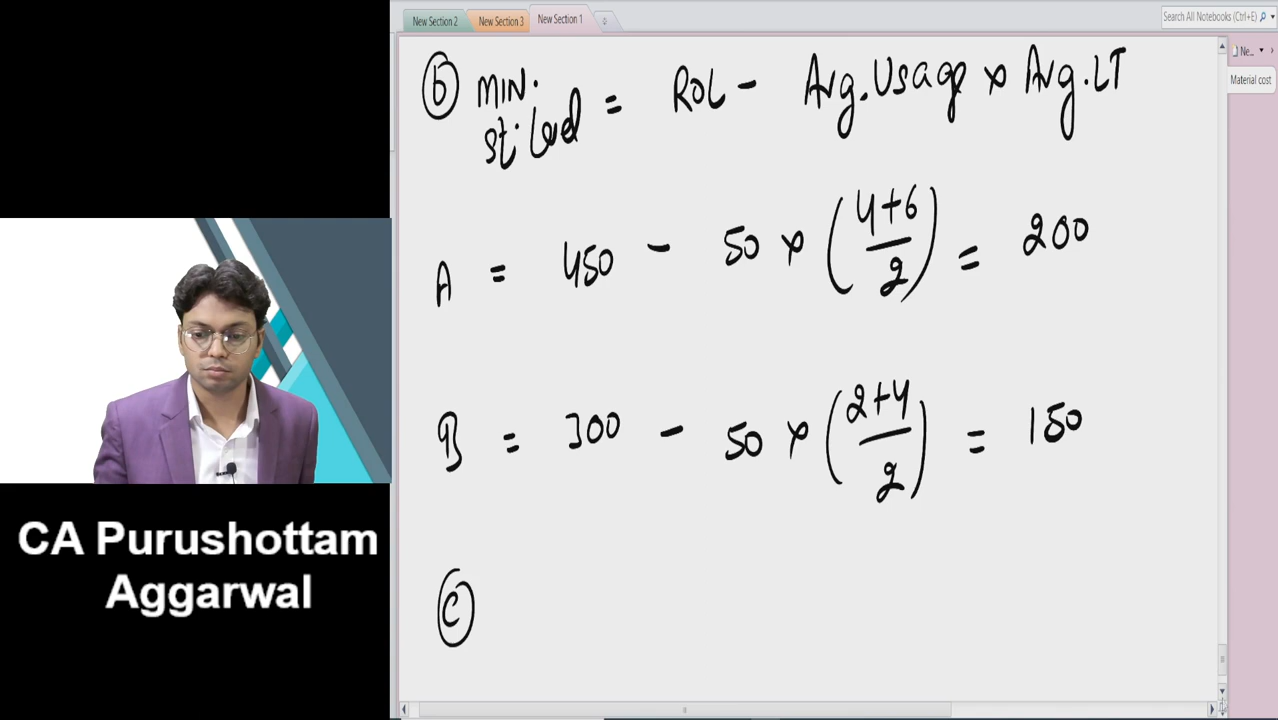 New Section 2
New Section 3
New Section 1
Search All Notebooks (Ctrl+E)
Ne...
Material cost
(b) MIN. St. Level = ROL - Avg. Usage × Avg. LT
A = 450 - 50 × (4+6/2) = 200
B = 300 - 50 × (2+4/2) = 150
(c)
CA Purushottam
Aggarwal